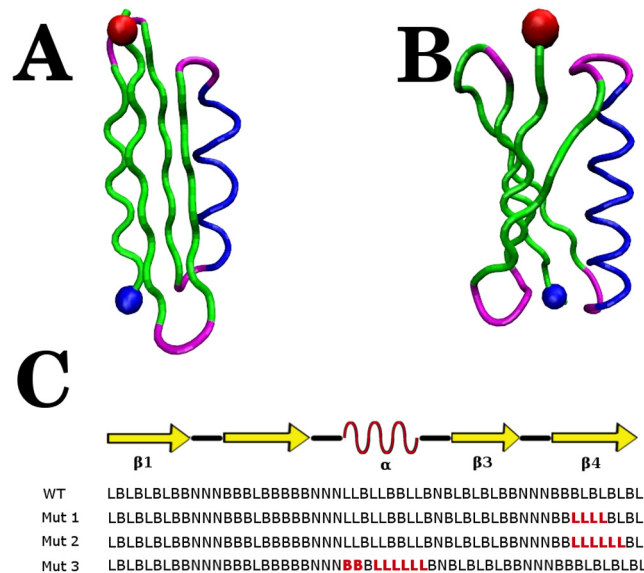 A
B
C
β1 α β3 β4
WT LBLBLBLBBNNNBBBLBBBBBNNNLLBLLBBLLBNBLBLBLBBNNNBBBLBLBLBL
Mut 1 LBLBLBLBBNNNBBBLBBBBBNNNLLBLLBBLLBNBLBLBLBBNNNBBLLLLBLBL
Mut 2 LBLBLBLBBNNNBBBLBBBBBNNNLLBLLBBLLBNBLBLBLBBNNNBBLLLLLLBL
Mut 3 LBLBLBLBBNNNBBBLBBBBBNNNBBBLLLLLLBNBLBLBLBBNNNBBBLBLBLBL